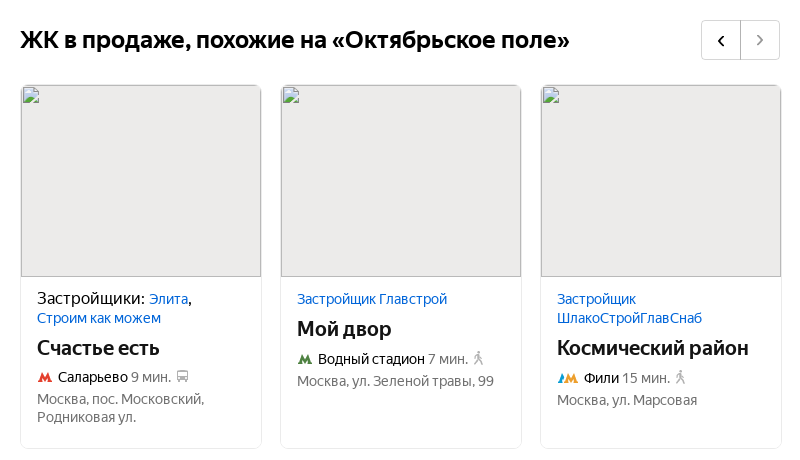 ЖК в продаже, похожие на «Октябрьское поле»
Застройщики: Элита,
Строим как можем
Счастье есть
Саларьево 9 мин.
Москва, пос. Московский,
Родниковая ул.
Застройщик Главстрой
Мой двор
Водный стадион 7 мин.
Москва, ул. Зеленой травы, 99
Застройщик
ШлакоСтройГлавСнаб
Космический район
Фили 15 мин.
Москва, ул. Марсовая